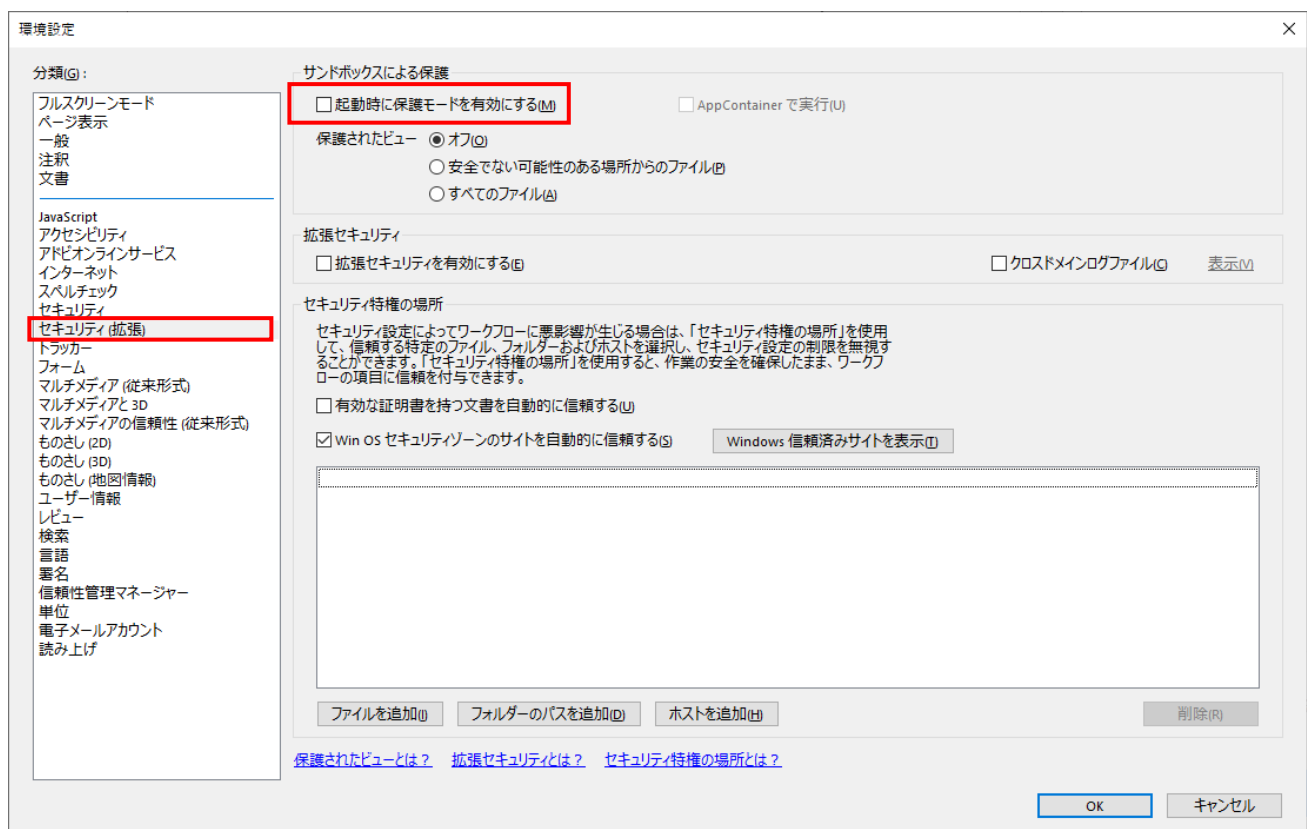 環境設定
分類(G):
フルスクリーンモード
ページ表示
一般
注釈
文書
JavaScript
アクセシビリティ
アドビオンラインサービス
インターネット
スペルチェック
セキュリティ
セキュリティ (拡張)
トラッカー
フォーム
マルチメディア (従来形式)
マルチメディアと 3D
マルチメディアの信頼性 (従来形式)
ものさし (2D)
ものさし (3D)
ものさし (地図情報)
ユーザー情報
レビュー
検索
言語
署名
信頼性管理マネージャー
単位
電子メールアカウント
読み上げ
サンドボックスによる保護
起動時に保護モードを有効にする(M) AppContainer で実行(U)
保護されたビュー オフ(O)
安全でない可能性のある場所からのファイル(P)
すべてのファイル(A)
拡張セキュリティ
拡張セキュリティを有効にする(E) クロスドメインログファイル(C) 表示(V)
セキュリティ特権の場所
セキュリティ設定によってワークフローに悪影響が生じる場合は、「セキュリティ特権の場所」を使用
して、信頼する特定のファイル、フォルダーおよびホストを選択し、セキュリティ設定の制限を無視す
ることができます。「セキュリティ特権の場所」を使用すると、作業の安全を確保したまま、ワークフ
ローの項目に信頼を付与できます。
有効な証明書を持つ文書を自動的に信頼する(U)
Win OS セキュリティゾーンのサイトを自動的に信頼する(S) Windows 信頼済みサイトを表示(T)
ファイルを追加(I) フォルダーのパスを追加(D) ホストを追加(H) 削除(R)
保護されたビューとは? 拡張セキュリティとは? セキュリティ特権の場所とは?
OK キャンセル